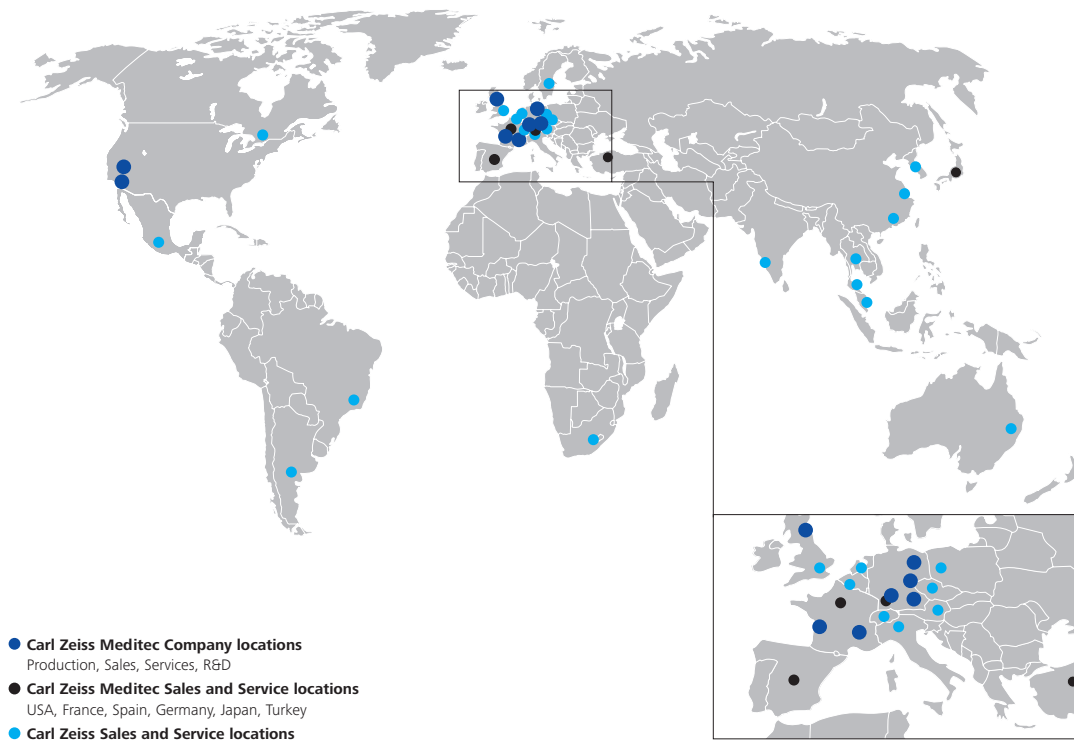 Carl Zeiss Meditec Company locations
Production, Sales, Services, R&D
Carl Zeiss Meditec Sales and Service locations
USA, France, Spain, Germany, Japan, Turkey
Carl Zeiss Sales and Service locations